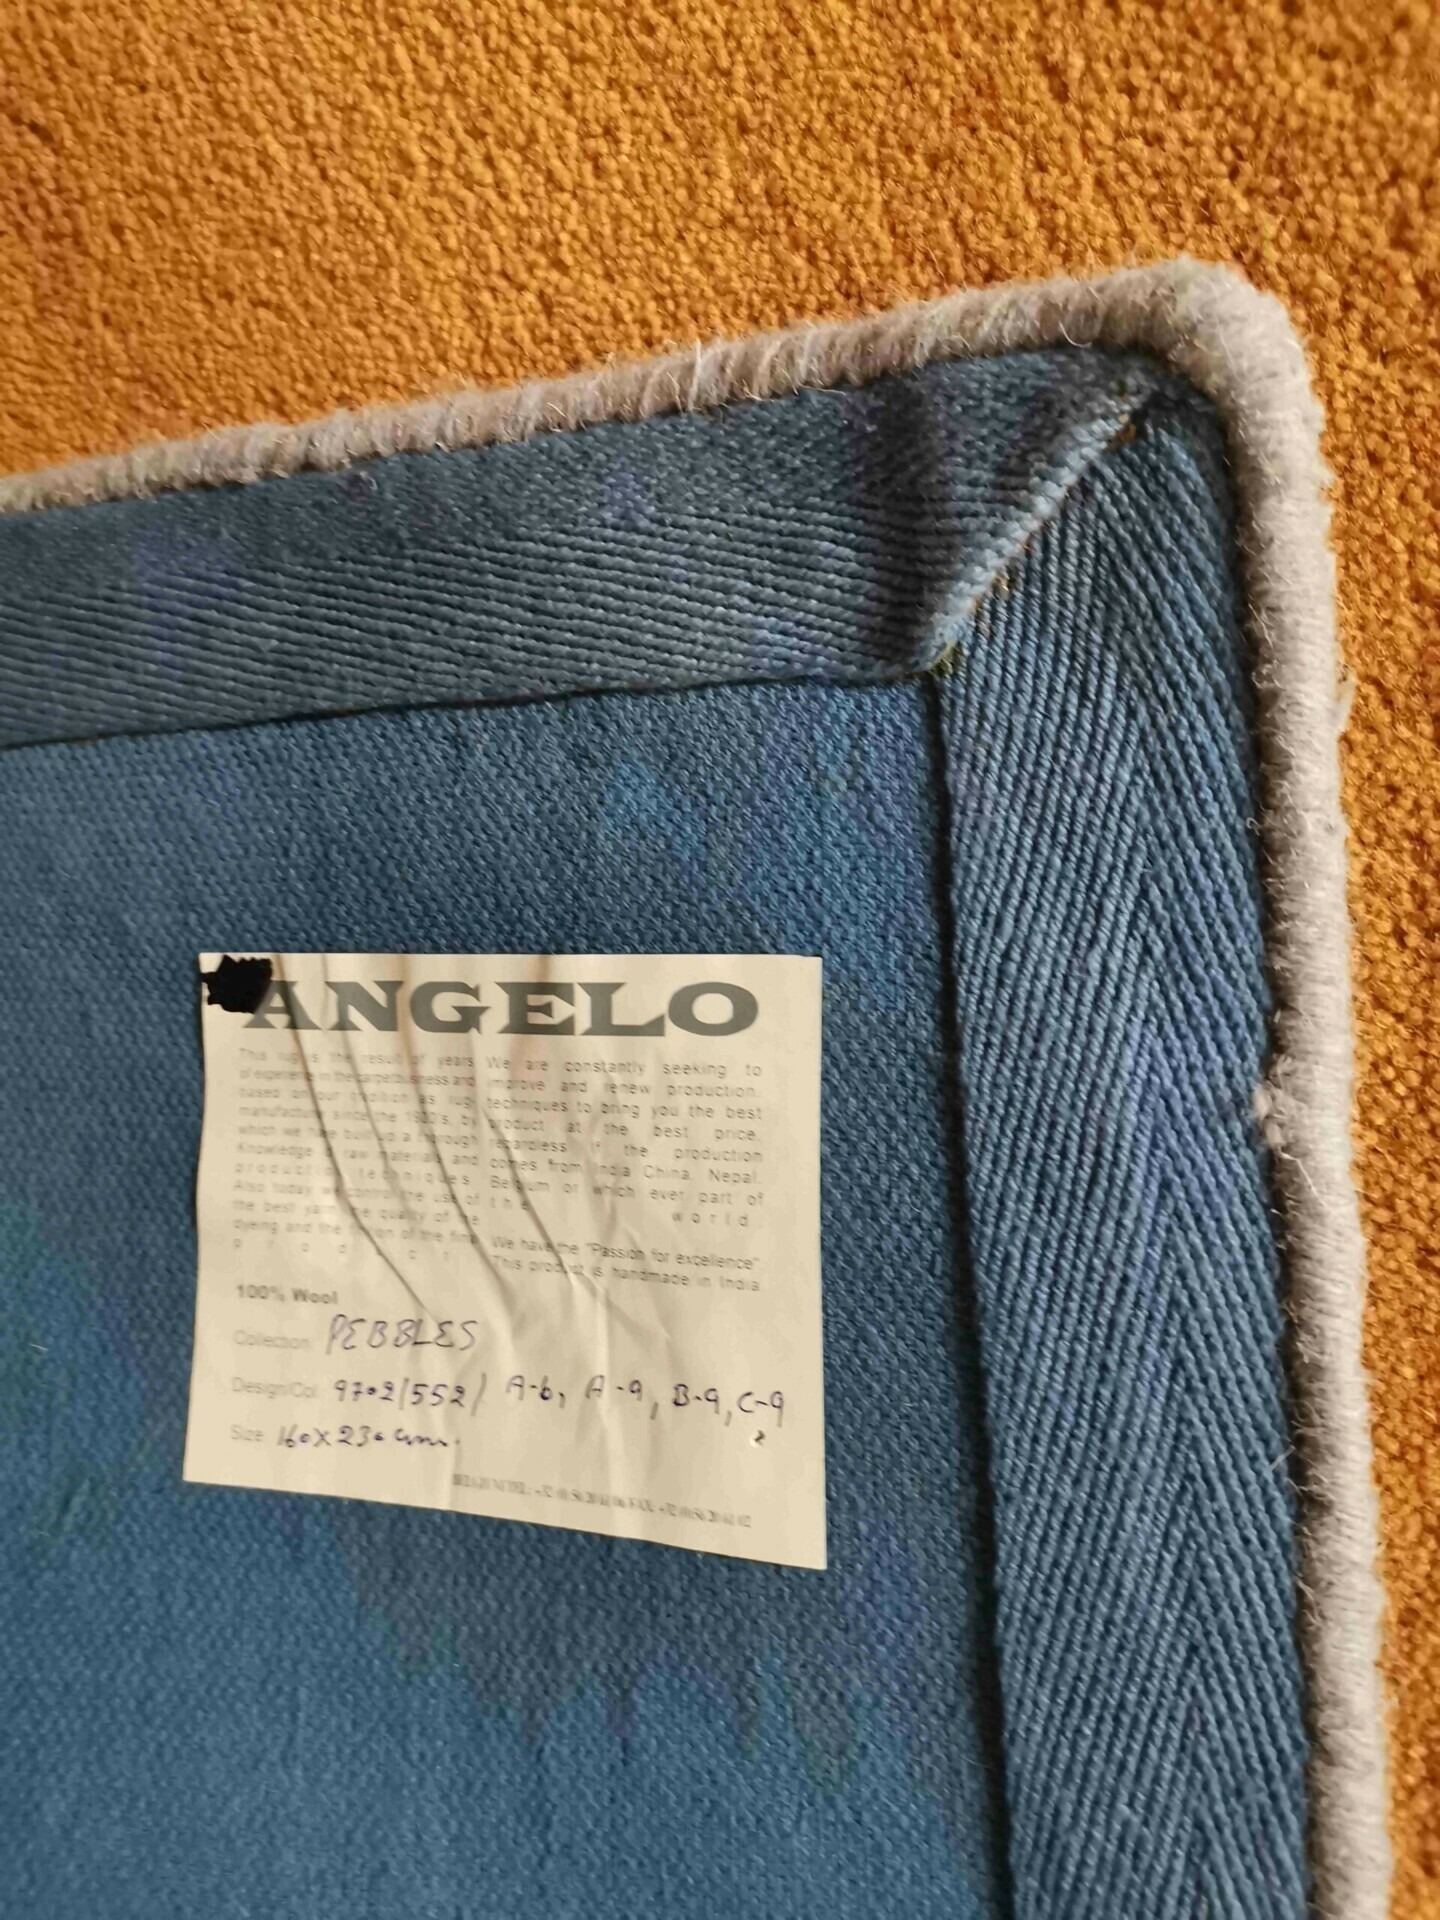 ANGELO
This rug is the result of years
of experience in the carpetbusiness and
based on our tradition as rug-
manufacture since the 1920's, by
which we have built up a thorough
Knowledge of raw materials and
production techniques
Also today we control the use of
the best yarn, the quality of the
dyeing and the of the final
product
We are constantly seeking to
improve and renew production.
techniques to bring you the best
product at the best price,
regardless if the production
comes from India China, Nepal.
Belgium or which ever part of
the world.
We have the "Passion for excellence"
This product is handmade in India
100% Wool
Collection: PEBBLES
Design/Col: 9702/552/ A-6, A-9, B-9, C-9
Size: 160x230 cm.